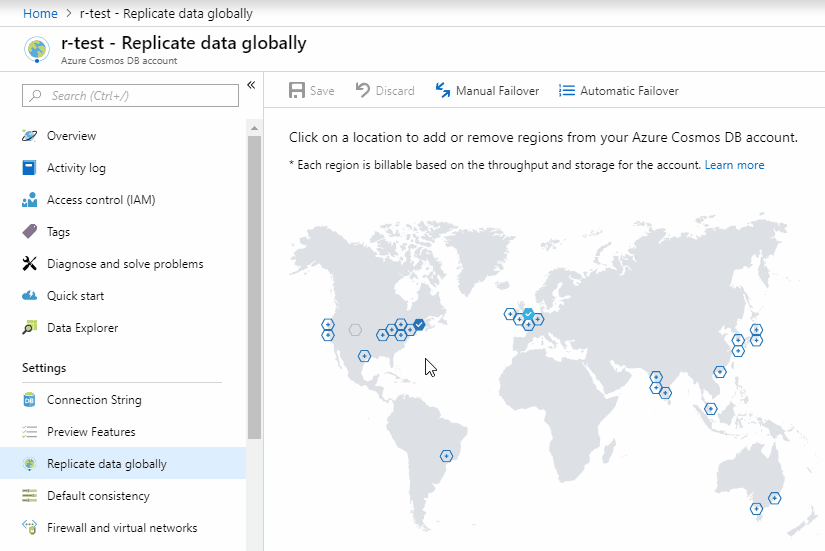 Home > r-test - Replicate data globally
r-test - Replicate data globally
Azure Cosmos DB account
«
Search (Ctrl+/)
Overview
Activity log
Access control (IAM)
Tags
Diagnose and solve problems
Quick start
Data Explorer
Settings
DB Connection String
Preview Features
Replicate data globally
Default consistency
Firewall and virtual networks
Save Discard Manual Failover Automatic Failover
Click on a location to add or remove regions from your Azure Cosmos DB account.
* Each region is billable based on the throughput and storage for the account. Learn more